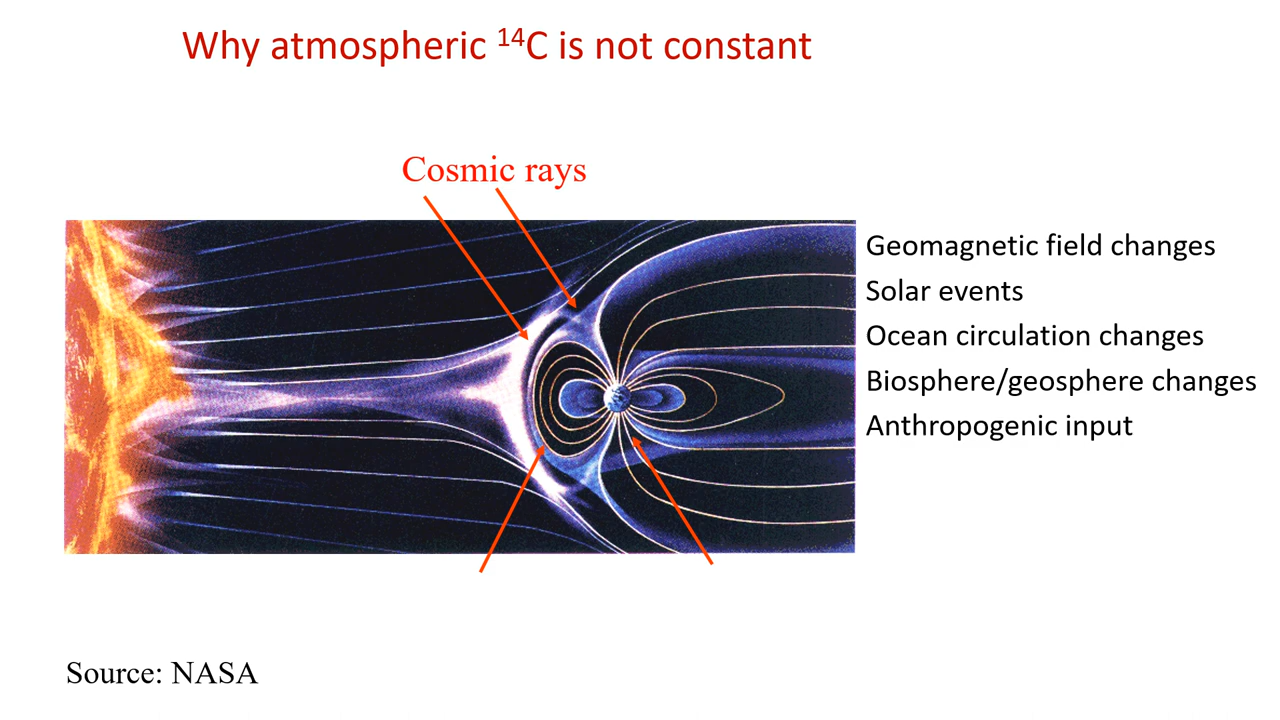 Why atmospheric ¹⁴C is not constant
Cosmic rays
Geomagnetic field changes
Solar events
Ocean circulation changes
Biosphere/geosphere changes
Anthropogenic input
Source: NASA